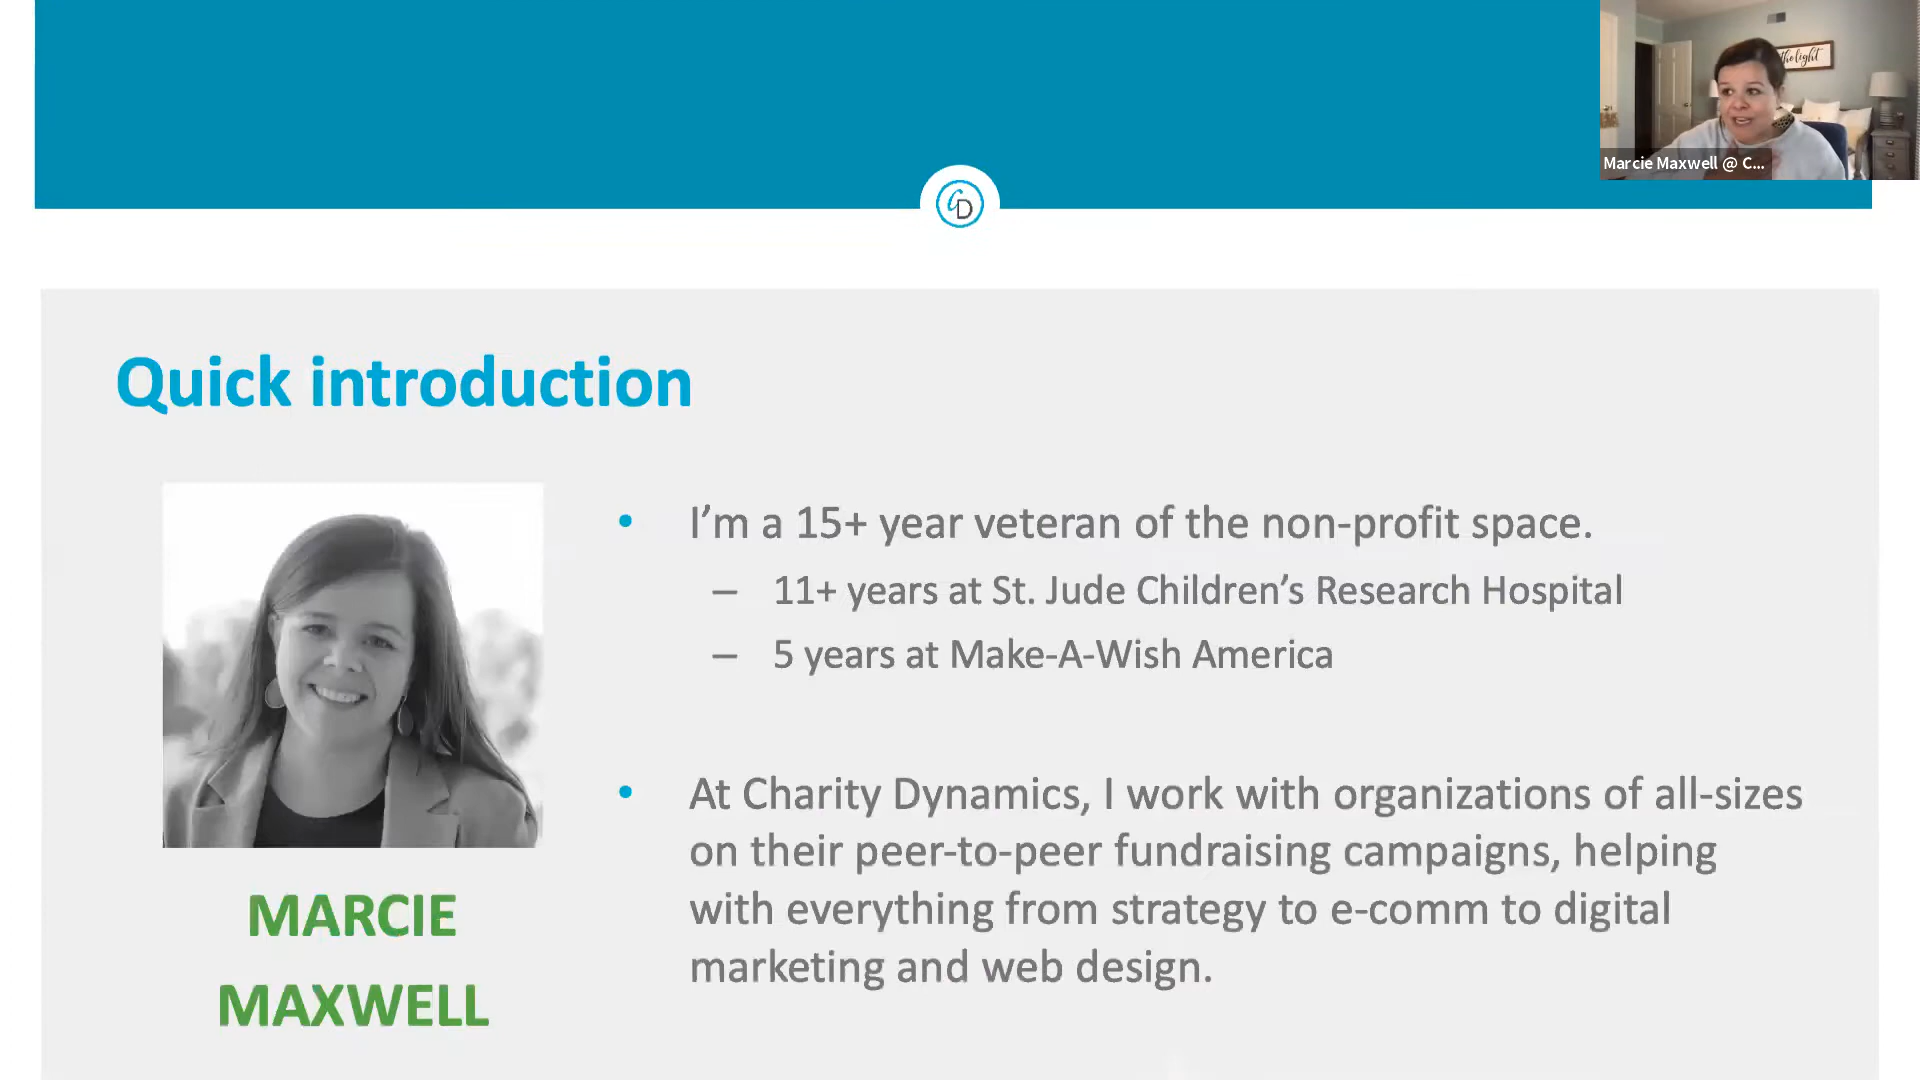 the light
Marcie Maxwell @ C...
CD
Quick introduction
• I’m a 15+ year veteran of the non-profit space.
– 11+ years at St. Jude Children’s Research Hospital
– 5 years at Make-A-Wish America
• At Charity Dynamics, I work with organizations of all-sizes
on their peer-to-peer fundraising campaigns, helping
with everything from strategy to e-comm to digital
marketing and web design.
MARCIE
MAXWELL